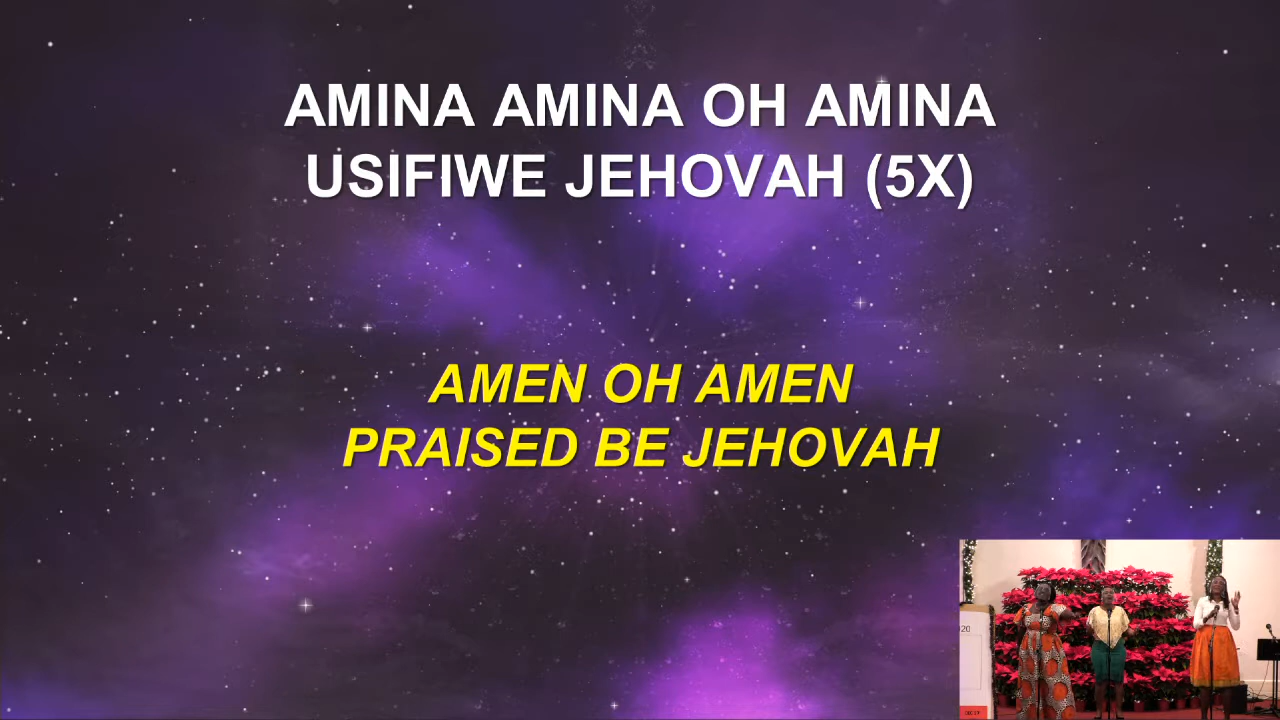 AMINA AMINA OH AMINA
USIFIWE JEHOVAH (5X)
AMEN OH AMEN
PRAISED BE JEHOVAH